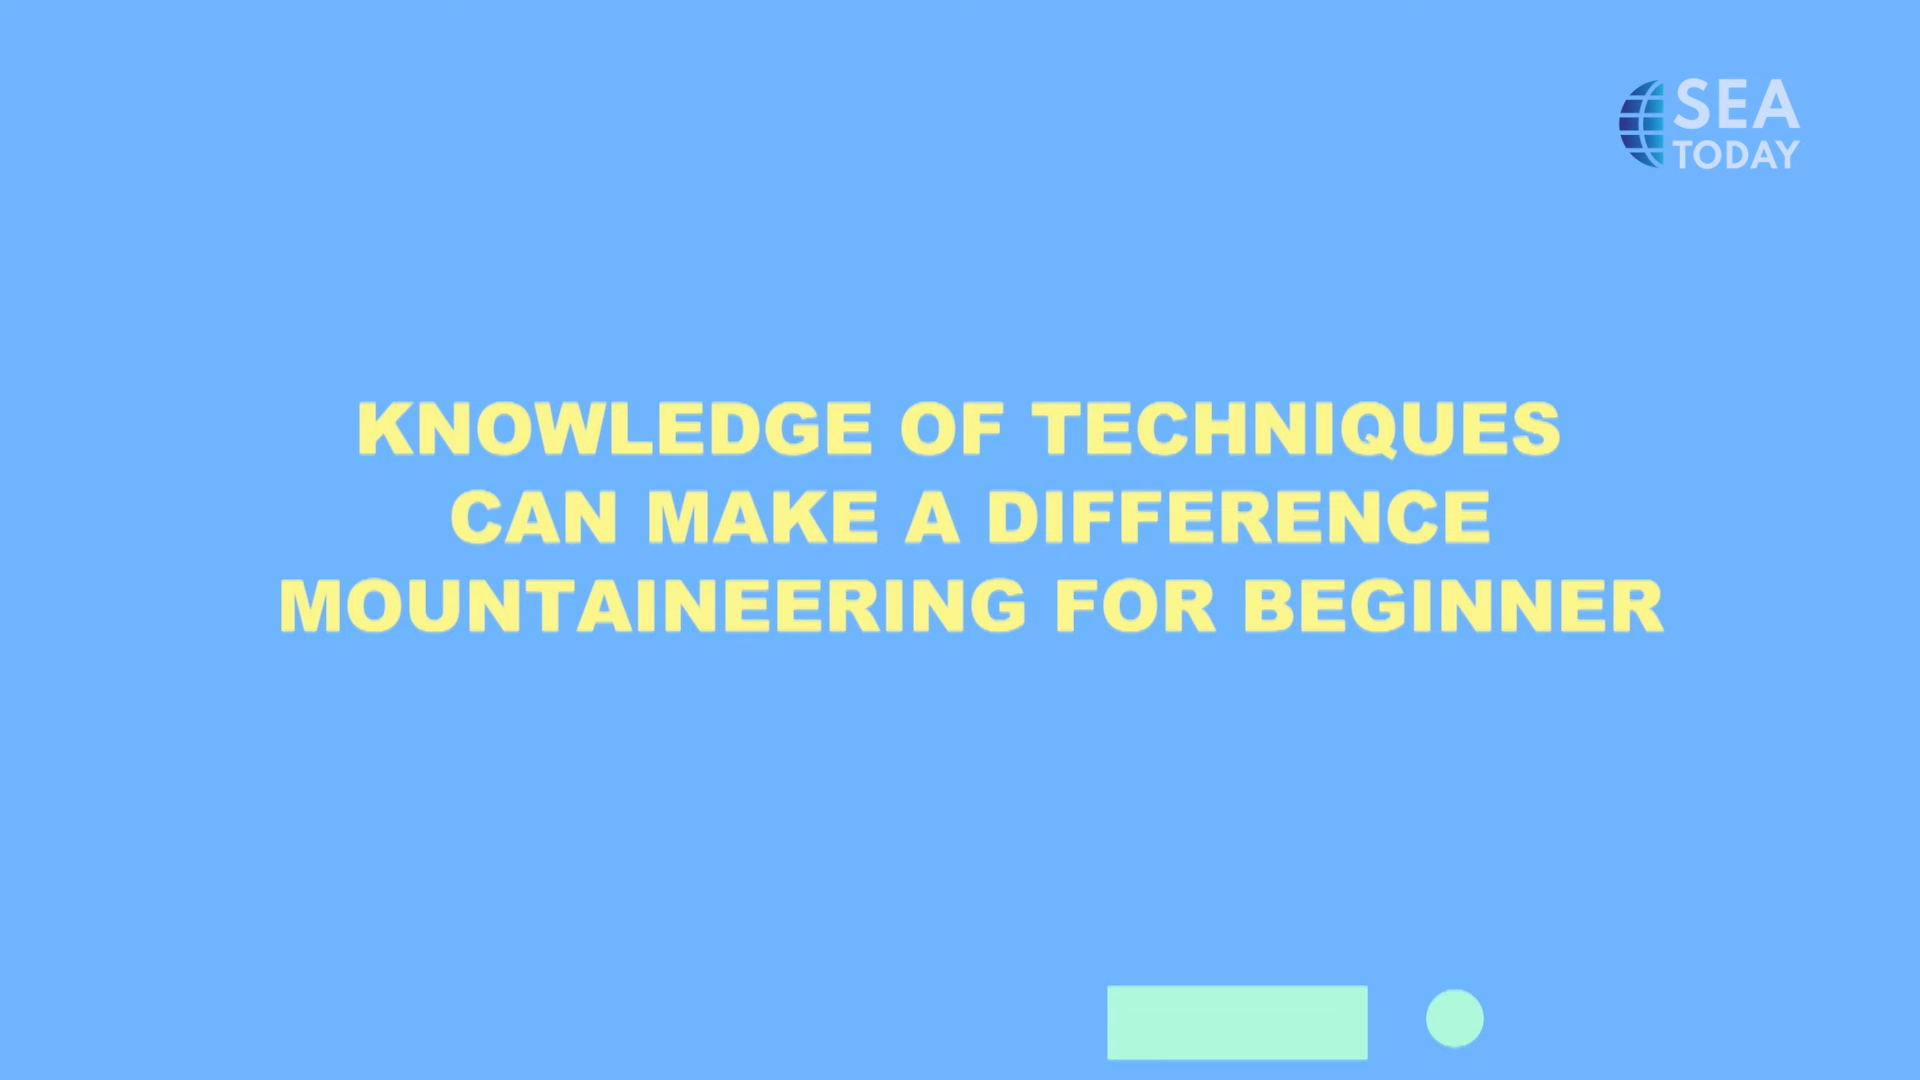 SEA
TODAY
KNOWLEDGE OF TECHNIQUES
CAN MAKE A DIFFERENCE
MOUNTAINEERING FOR BEGINNER